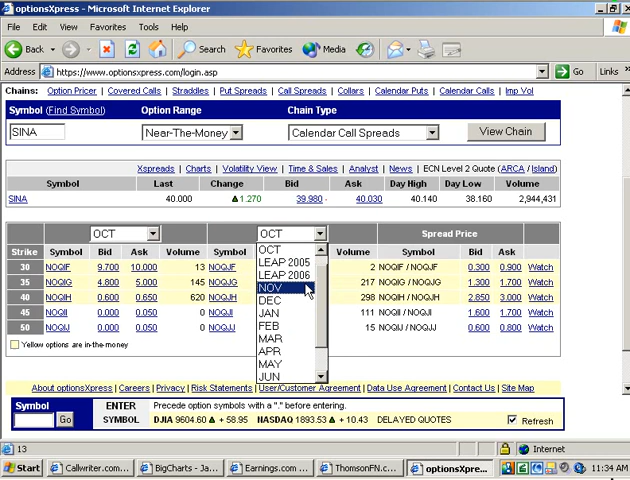 optionsXpress - Microsoft Internet Explorer
File Edit View Favorites Tools Help
Back Search Favorites Media
Address https://www.optionsxpress.com/login.asp Go Links »
Chains: Option Pricer | Covered Calls | Straddles | Put Spreads | Call Spreads | Collars | Calendar Puts | Calendar Calls | Imp Vol
Symbol (Find Symbol) Option Range Chain Type
SINA Near-The-Money Calendar Call Spreads View Chain
Xspreads | Charts | Volatility View | Time & Sales | Analyst | News | ECN Level 2 Quote (ARCA / Island)
Symbol Last Change Bid Ask Day High Day Low Volume
SINA 40.000 1.270 39.980 40.030 40.140 38.160 2,944,431
OCT OCT Spread Price
Strike Symbol Bid Ask Volume Symbol Volume Symbol Bid Ask
30 NOQIF 9.700 10.000 13 NOQJF 2 NOQIF / NOQJF 0.300 0.900 Watch
35 NOQIG 4.800 5.000 145 NOQJG 217 NOQIG / NOQJG 1.300 1.700 Watch
40 NOQIH 0.600 0.650 620 NOQJH 298 NOQIH / NOQJH 2.850 3.000 Watch
45 NOQII 0.000 0.050 0 NOQJI 111 NOQII / NOQJI 1.600 1.700 Watch
50 NOQIJ 0.000 0.050 0 NOQJJ 15 NOQIJ / NOQJJ 0.600 0.800 Watch
OCT
LEAP 2005
LEAP 2006
NOV
DEC
JAN
FEB
MAR
APR
MAY
JUN
Yellow options are in-the-money
About optionsXpress | Careers | Privacy | Risk Statements | User/Customer Agreement | Data Use Agreement | Contact Us | Site Map
Symbol ENTER Precede option symbols with a "." before entering.
Go SYMBOL DJIA 9604.60 + 58.95 NASDAQ 1893.53 + 10.43 DELAYED QUOTES Refresh
13 Internet
Start Callwriter.com... BigCharts - Ja... Earnings.com ... ThomsonFN.c... optionsXpre... 11:34 AM